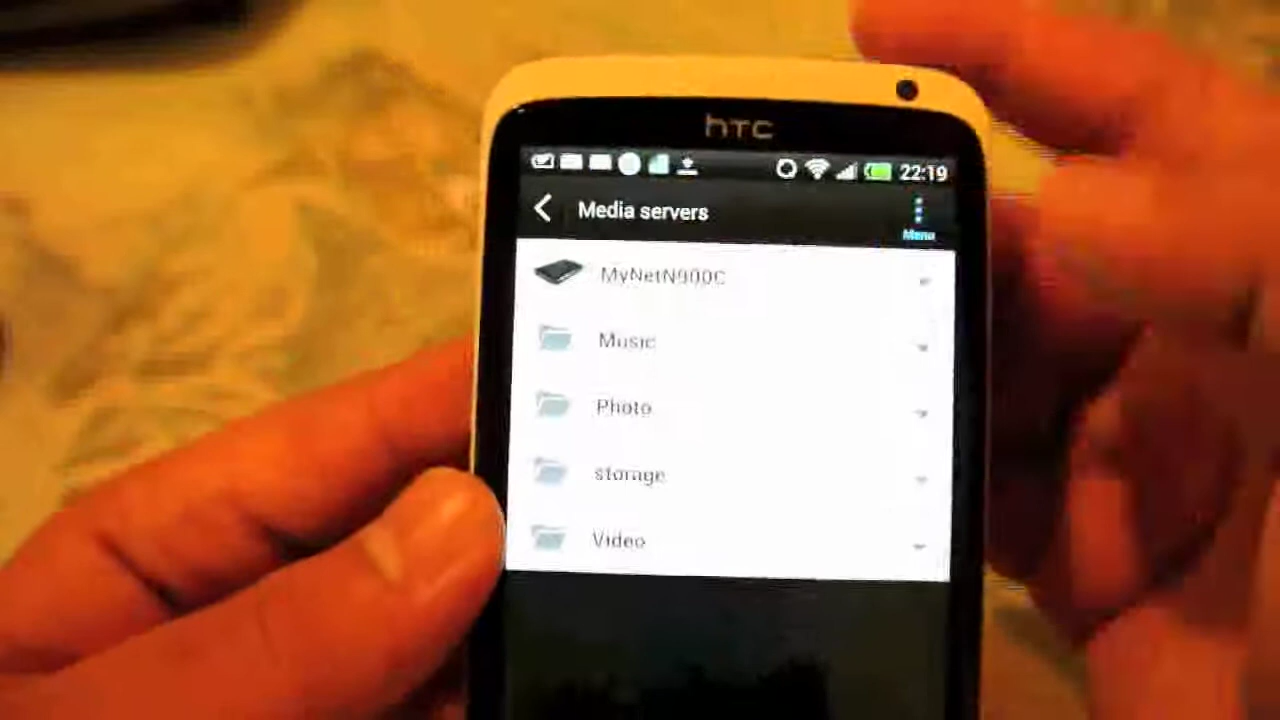 hTC
22:19
Media servers
Menu
MyNetN900C
Music
Photo
storage
Video